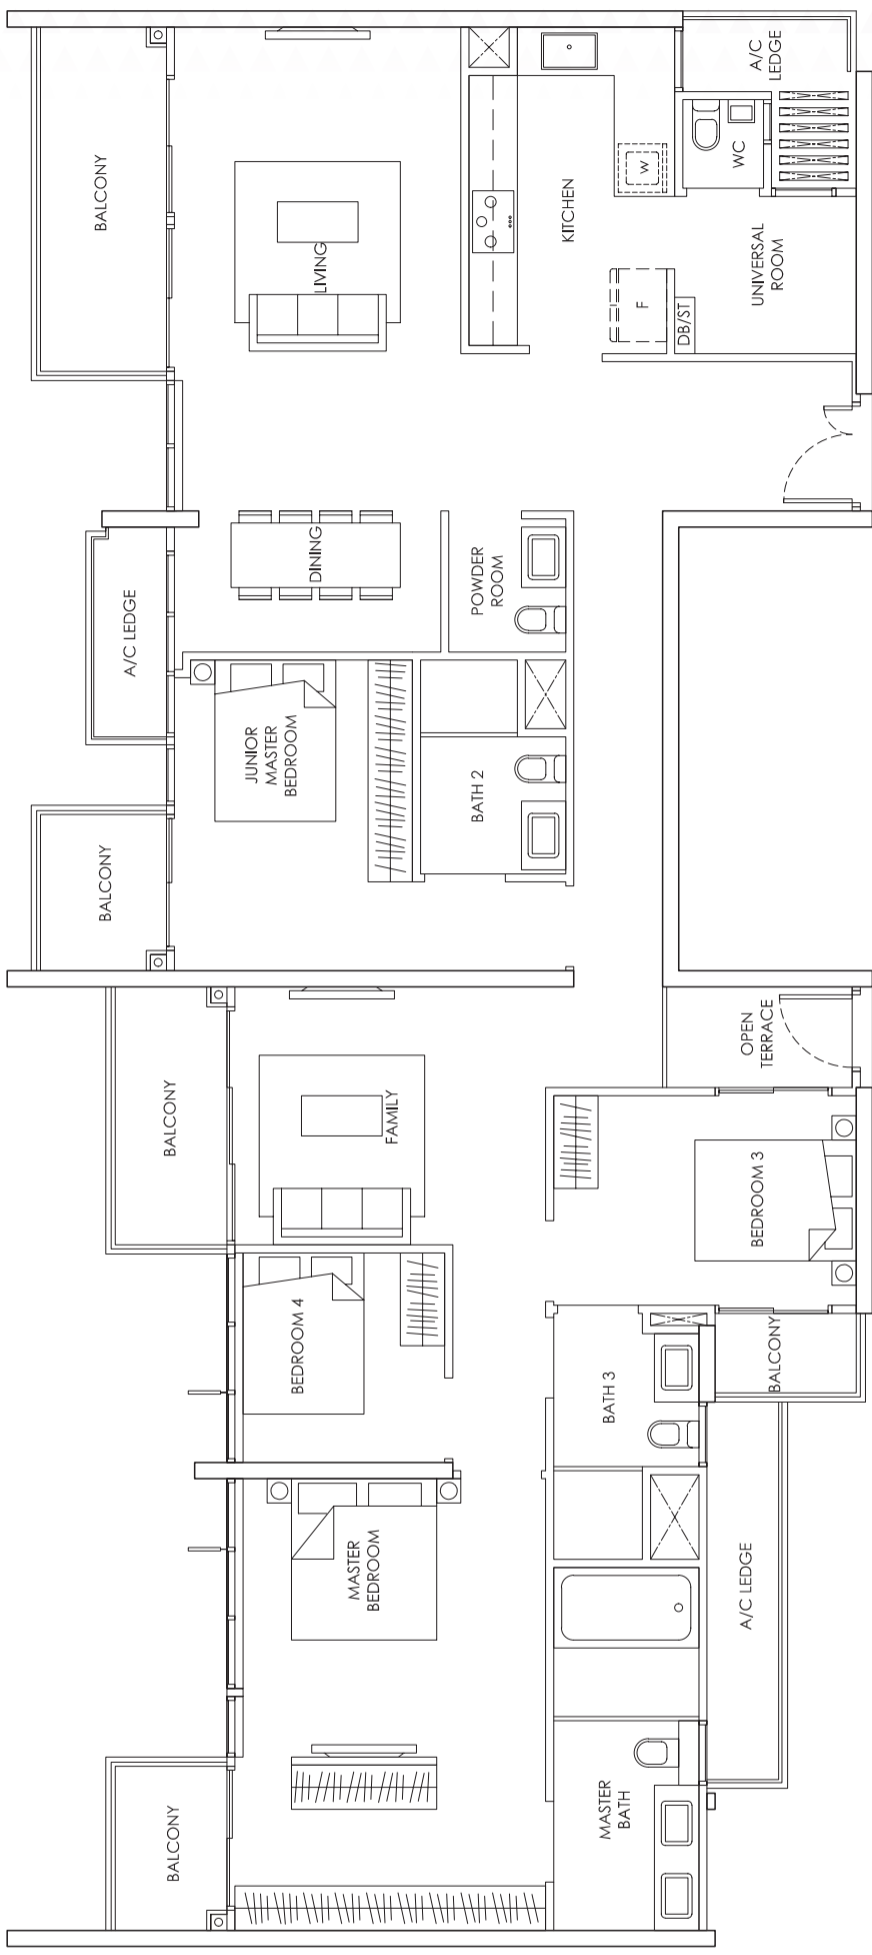 BALCONY
LIVING
KITCHEN
W
WC
A/C
LEDGE
UNIVERSAL
ROOM
F
DB/ST
A/C LEDGE
DINING
POWDER
ROOM
JUNIOR
MASTER
BEDROOM
BATH 2
BALCONY
BALCONY
FAMILY
OPEN
TERRACE
BEDROOM 3
BEDROOM 4
BATH 3
BALCONY
MASTER
BEDROOM
A/C LEDGE
BALCONY
MASTER
BATH